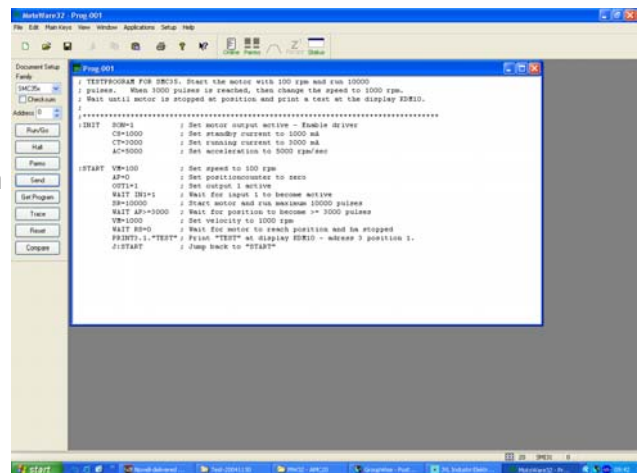 MotoWare32 - Prog 001
File Edit Main-Keys View Window Applications Setup Help
Online Params Status
Document Setup
Family
SMC35x
Checksum
Address 0
Run/Go
Halt
Params
Send
Get Program
Trace
Reset
Compare
Prog 001
; TESTPROGRAM FOR SMC35. Start the motor with 100 rpm and run 10000
; pulses. When 3000 pulses is reached, then change the speed to 1000 rpm.
; Wait until motor is stopped at position and print a text at the display KDM10.
;
;*******************************************************************************
:INIT SON=1 ; Set motor output active - Enable driver
CS=1000 ; Set standby current to 1000 mA
CT=3000 ; Set running current to 3000 mA
AC=5000 ; Set acceleration to 5000 rpm/sec
:START VM=100 ; Set speed to 100 rpm
AP=0 ; Set positioncounter to zero
OUT1=1 ; Set output 1 active
WAIT IN1=1 ; Wait for input 1 to become active
SR=10000 ; Start motor and run maximum 10000 pulses
WAIT AP>=3000 ; Wait for position to become >= 3000 pulses
VM=1000 ; Set velocity to 1000 rpm
WAIT RS=0 ; Wait for motor to reach position and ha stopped
PRINT3.1."TEST" ; Print "TEST" at display KDM10 - adress 3 position 1.
J:START ; Jump back to "START"
start